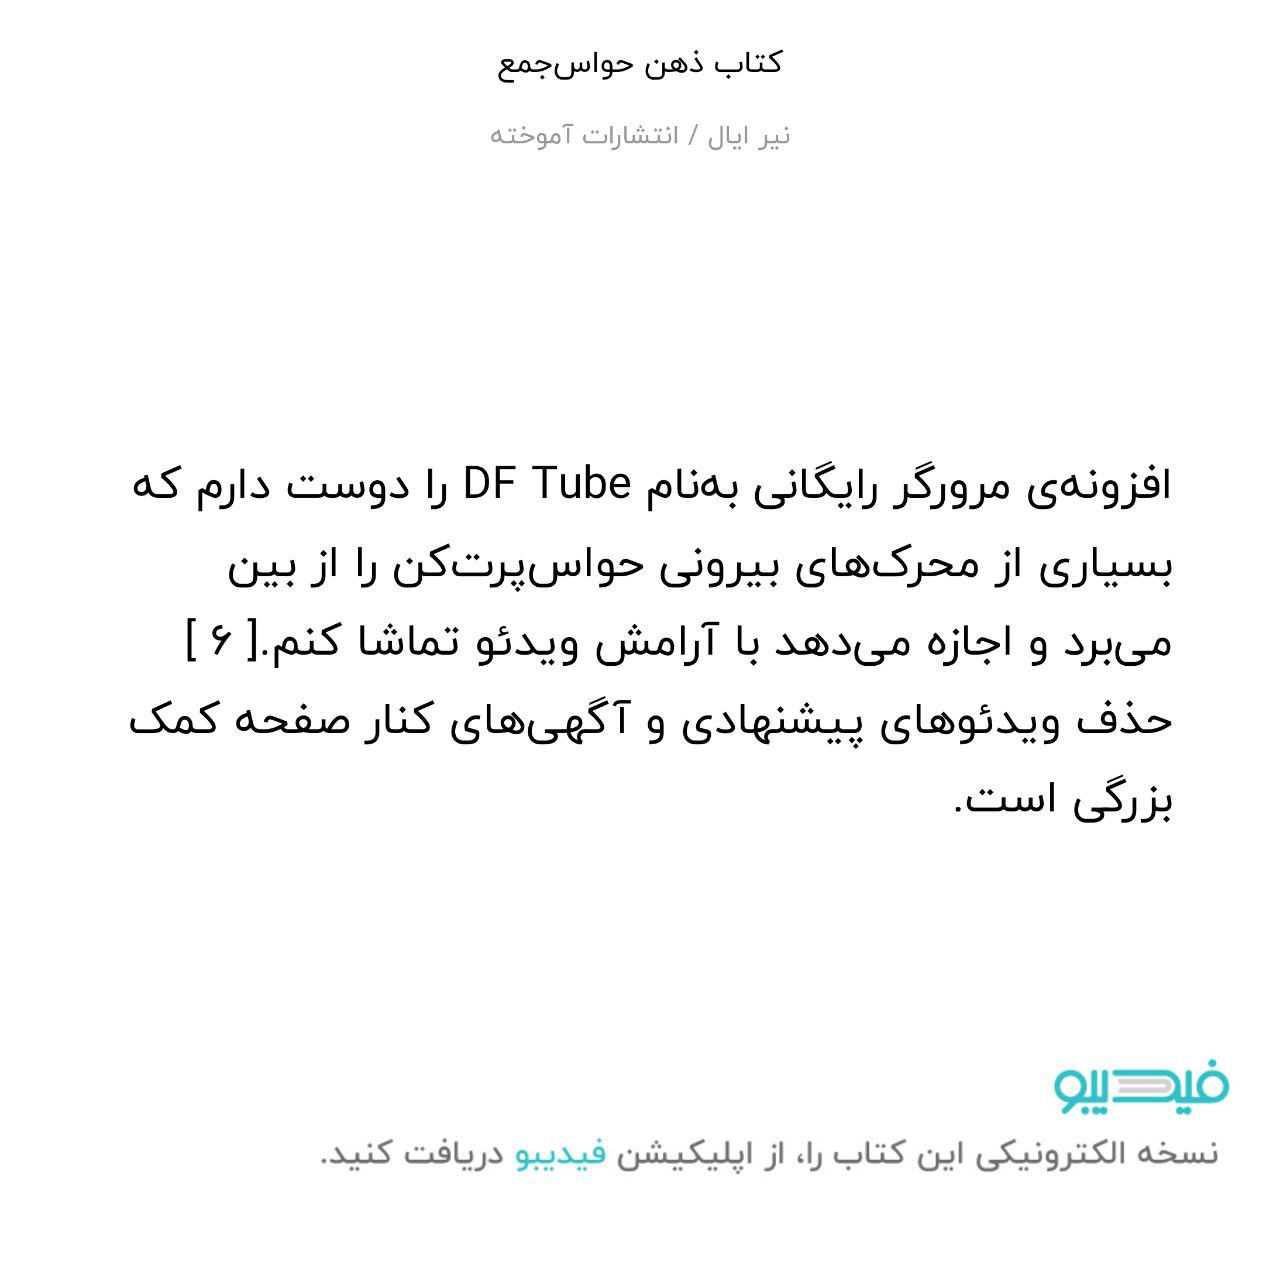 کتاب ذهن حواس‌جمع
نیر ایال / انتشارات آموخته
افزونه‌ی مرورگر رایگانی به‌نام DF Tube را دوست دارم که
بسیاری از محرک‌های بیرونی حواس‌پرت‌کن را از بین
می‌برد و اجازه می‌دهد با آرامش ویدئو تماشا کنم.[ ۶ ]
حذف ویدئوهای پیشنهادی و آگهی‌های کنار صفحه کمک
بزرگی است.
فیدیبو
نسخه الکترونیکی این کتاب را، از اپلیکیشن فیدیبو دریافت کنید.